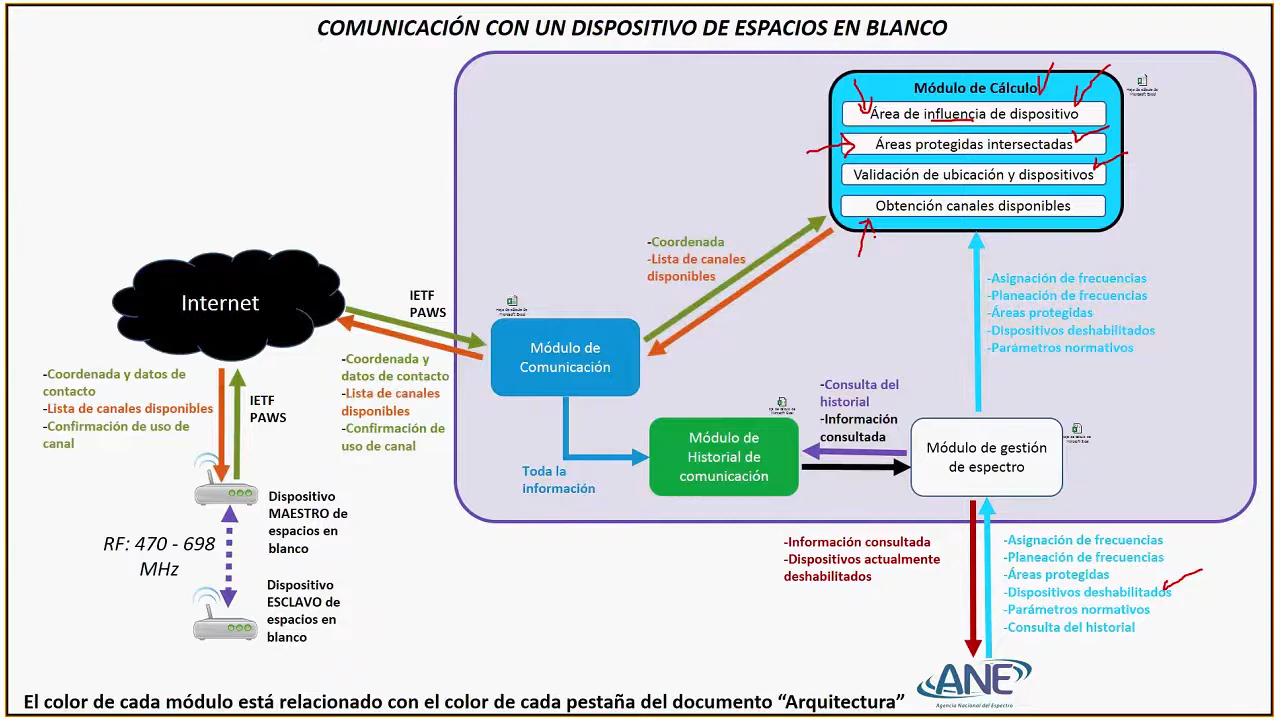 COMUNICACIÓN CON UN DISPOSITIVO DE ESPACIOS EN BLANCO
Módulo de Cálculo
Área de influencia de dispositivo
Áreas protegidas intersectadas
Validación de ubicación y dispositivos
Obtención canales disponibles
-Coordenada
-Lista de canales
disponibles
-Asignación de frecuencias
-Planeación de frecuencias
-Áreas protegidas
-Dispositivos deshabilitados
-Parámetros normativos
Internet
IETF
PAWS
Módulo de
Comunicación
-Coordenada y
datos de contacto
-Lista de canales
disponibles
-Confirmación de
uso de canal
-Coordenada y datos de
contacto
-Lista de canales disponibles
-Confirmación de uso de
canal
IETF
PAWS
-Consulta del
historial
-Información
consultada
Módulo de
Historial de
comunicación
Módulo de gestión
de espectro
Toda la
información
Dispositivo
MAESTRO de
espacios en
blanco
RF: 470 - 698
MHz
Dispositivo
ESCLAVO de
espacios en
blanco
-Información consultada
-Dispositivos actualmente
deshabilitados
-Asignación de frecuencias
-Planeación de frecuencias
-Áreas protegidas
-Dispositivos deshabilitados
-Parámetros normativos
-Consulta del historial
ANE
Agencia Nacional del Espectro
El color de cada módulo está relacionado con el color de cada pestaña del documento “Arquitectura”